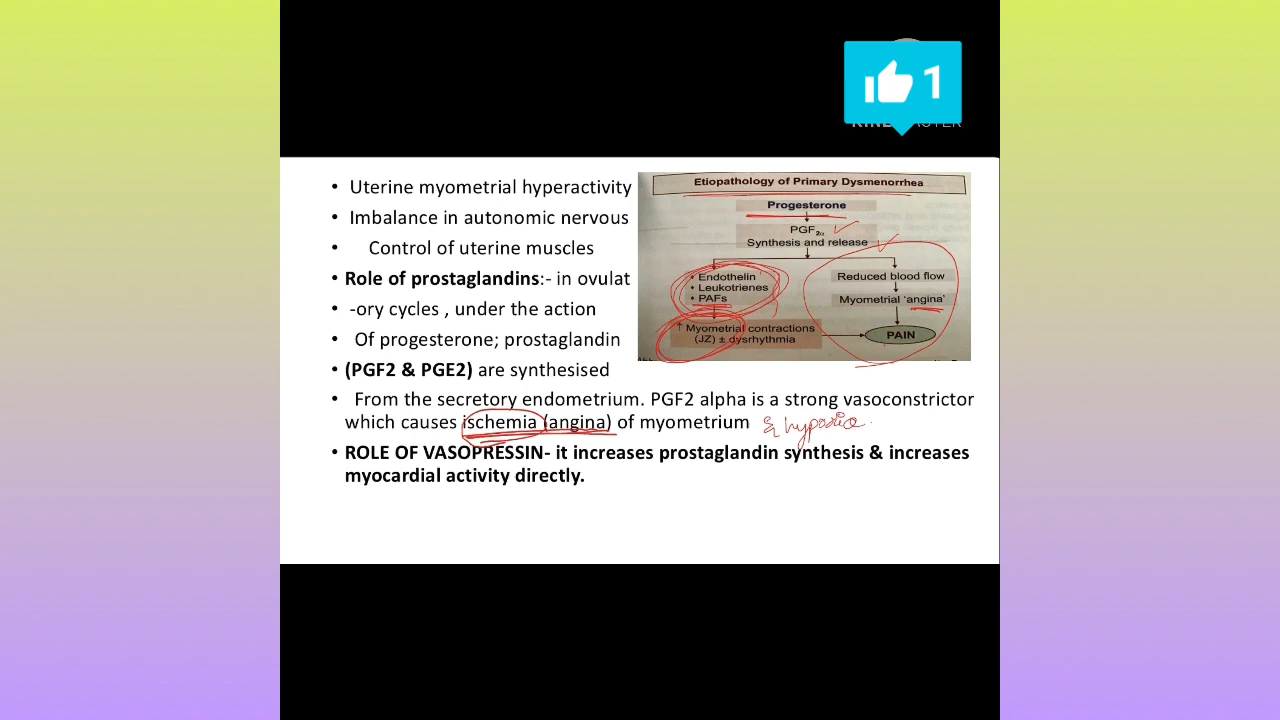 1
• Uterine myometrial hyperactivity
• Imbalance in autonomic nervous
• Control of uterine muscles
• Role of prostaglandins:- in ovulat
• -ory cycles , under the action
• Of progesterone; prostaglandin
• (PGF2 & PGE2) are synthesised
• From the secretory endometrium. PGF2 alpha is a strong vasoconstrictor
which causes ischemia (angina) of myometrium & hypoxia.
• ROLE OF VASOPRESSIN- it increases prostaglandin synthesis & increases
myocardial activity directly.
Etiopathology of Primary Dysmenorrhea
Progesterone
PGF2α
Synthesis and release
• Endothelin
• Leukotrienes
• PAFs
↑ Myometrial contractions
(JZ) ± dysrhythmia
Reduced blood flow
Myometrial 'angina'
PAIN